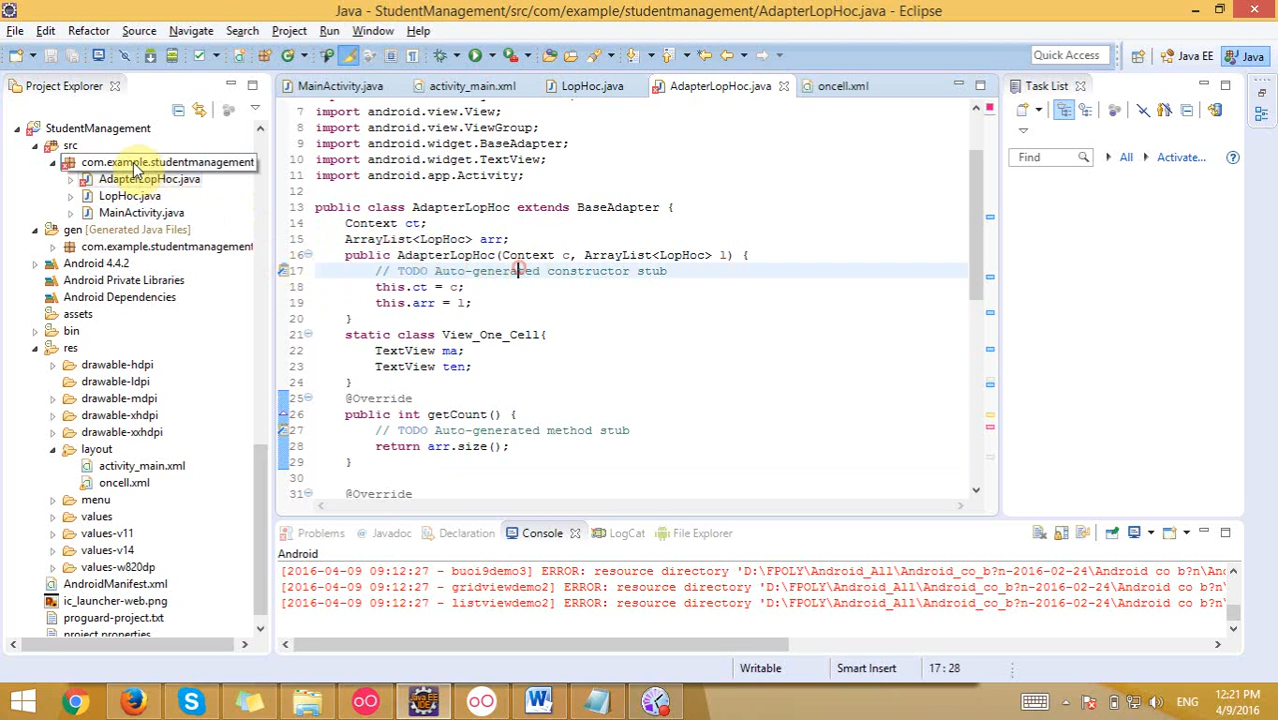 Java - StudentManagement/src/com/example/studentmanagement/AdapterLopHoc.java - Eclipse
File Edit Refactor Source Navigate Search Project Run Window Help
Quick Access
Java EE
Java
Project Explorer
MainActivity.java
activity_main.xml
LopHoc.java
AdapterLopHoc.java
oncell.xml
Task List
StudentManagement
src
com.example.studentmanagement
AdapterLopHoc.java
LopHoc.java
MainActivity.java
gen [Generated Java Files]
com.example.studentmanagement
Android 4.4.2
Android Private Libraries
Android Dependencies
assets
bin
res
drawable-hdpi
drawable-ldpi
drawable-mdpi
drawable-xhdpi
drawable-xxhdpi
layout
activity_main.xml
oncell.xml
menu
values
values-v11
values-v14
values-w820dp
AndroidManifest.xml
ic_launcher-web.png
proguard-project.txt
project.properties
7 import android.view.View;
8 import android.view.ViewGroup;
9 import android.widget.BaseAdapter;
10 import android.widget.TextView;
11 import android.app.Activity;
12
13 public class AdapterLopHoc extends BaseAdapter {
14 Context ct;
15 ArrayList<LopHoc> arr;
16 public AdapterLopHoc(Context c, ArrayList<LopHoc> l) {
17 // TODO Auto-generated constructor stub
18 this.ct = c;
19 this.arr = l;
20 }
21 static class View_One_Cell{
22 TextView ma;
23 TextView ten;
24 }
25 @Override
26 public int getCount() {
27 // TODO Auto-generated method stub
28 return arr.size();
29 }
30
31 @Override
Find
All
Activate...
Problems
Javadoc
Declaration
Console
LogCat
File Explorer
Android
[2016-04-09 09:12:27 - buoi9demo3] ERROR: resource directory 'D:\FPOLY\Android_All\Android_co_b?n-2016-02-24\Android co b?n\An
[2016-04-09 09:12:27 - gridviewdemo2] ERROR: resource directory 'D:\FPOLY\Android_All\Android_co_b?n-2016-02-24\Android co b?n
[2016-04-09 09:12:27 - listviewdemo2] ERROR: resource directory 'D:\FPOLY\Android_All\Android_co_b?n-2016-02-24\Android co b?n
Writable
Smart Insert
17 : 28
Java EE
IDE
ENG
12:21 PM
4/9/2016